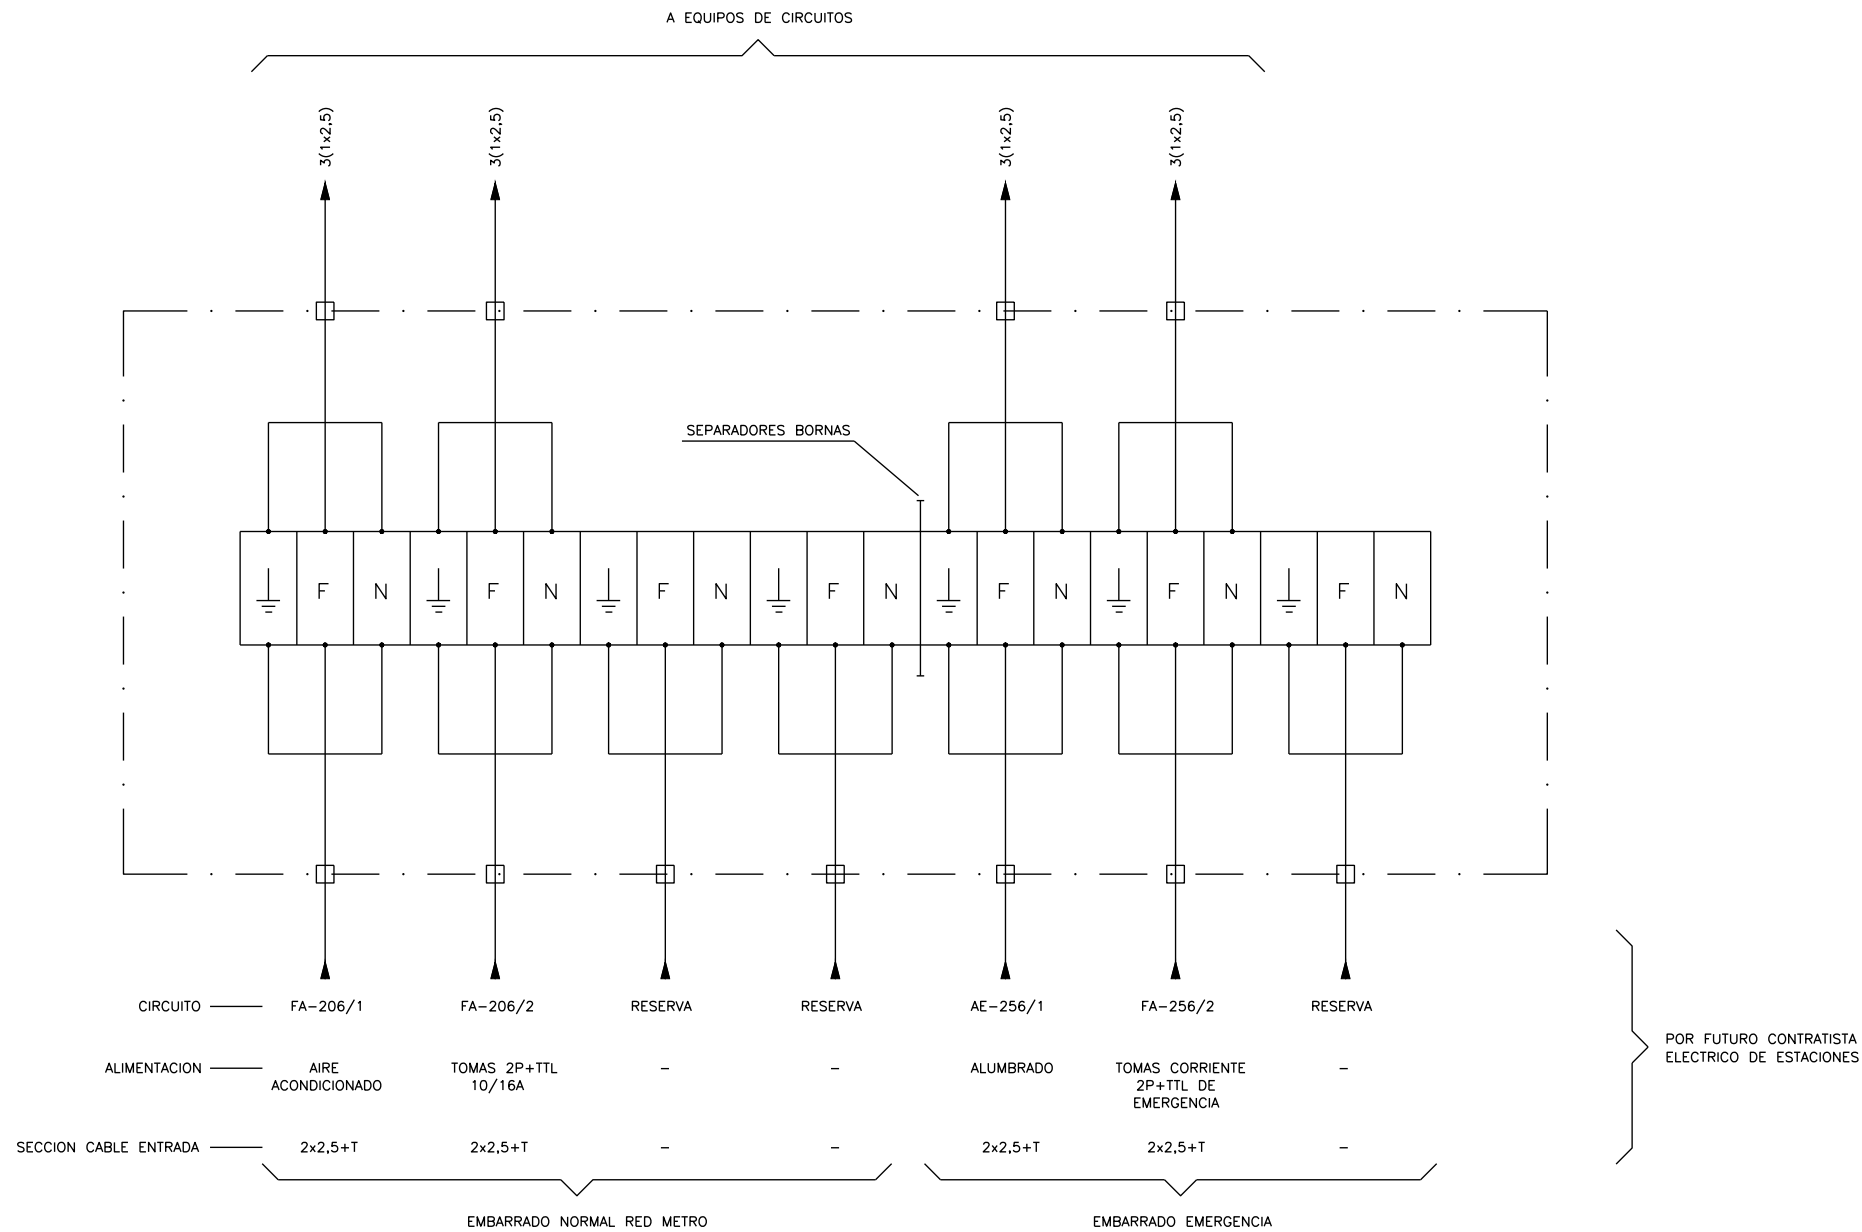 A EQUIPOS DE CIRCUITOS
3(1x2,5) 3(1x2,5) 3(1x2,5) 3(1x2,5)
SEPARADORES BORNAS
F N F N F N F N F N F N F N
CIRCUITO FA-206/1 FA-206/2 RESERVA RESERVA AE-256/1 FA-256/2 RESERVA
POR FUTURO CONTRATISTA
ELECTRICO DE ESTACIONES
ALIMENTACION AIRE TOMAS 2P+TTL - - ALUMBRADO TOMAS CORRIENTE -
ACONDICIONADO 10/16A 2P+TTL DE
EMERGENCIA
SECCION CABLE ENTRADA 2x2,5+T 2x2,5+T - - 2x2,5+T 2x2,5+T -
EMBARRADO NORMAL RED METRO EMBARRADO EMERGENCIA